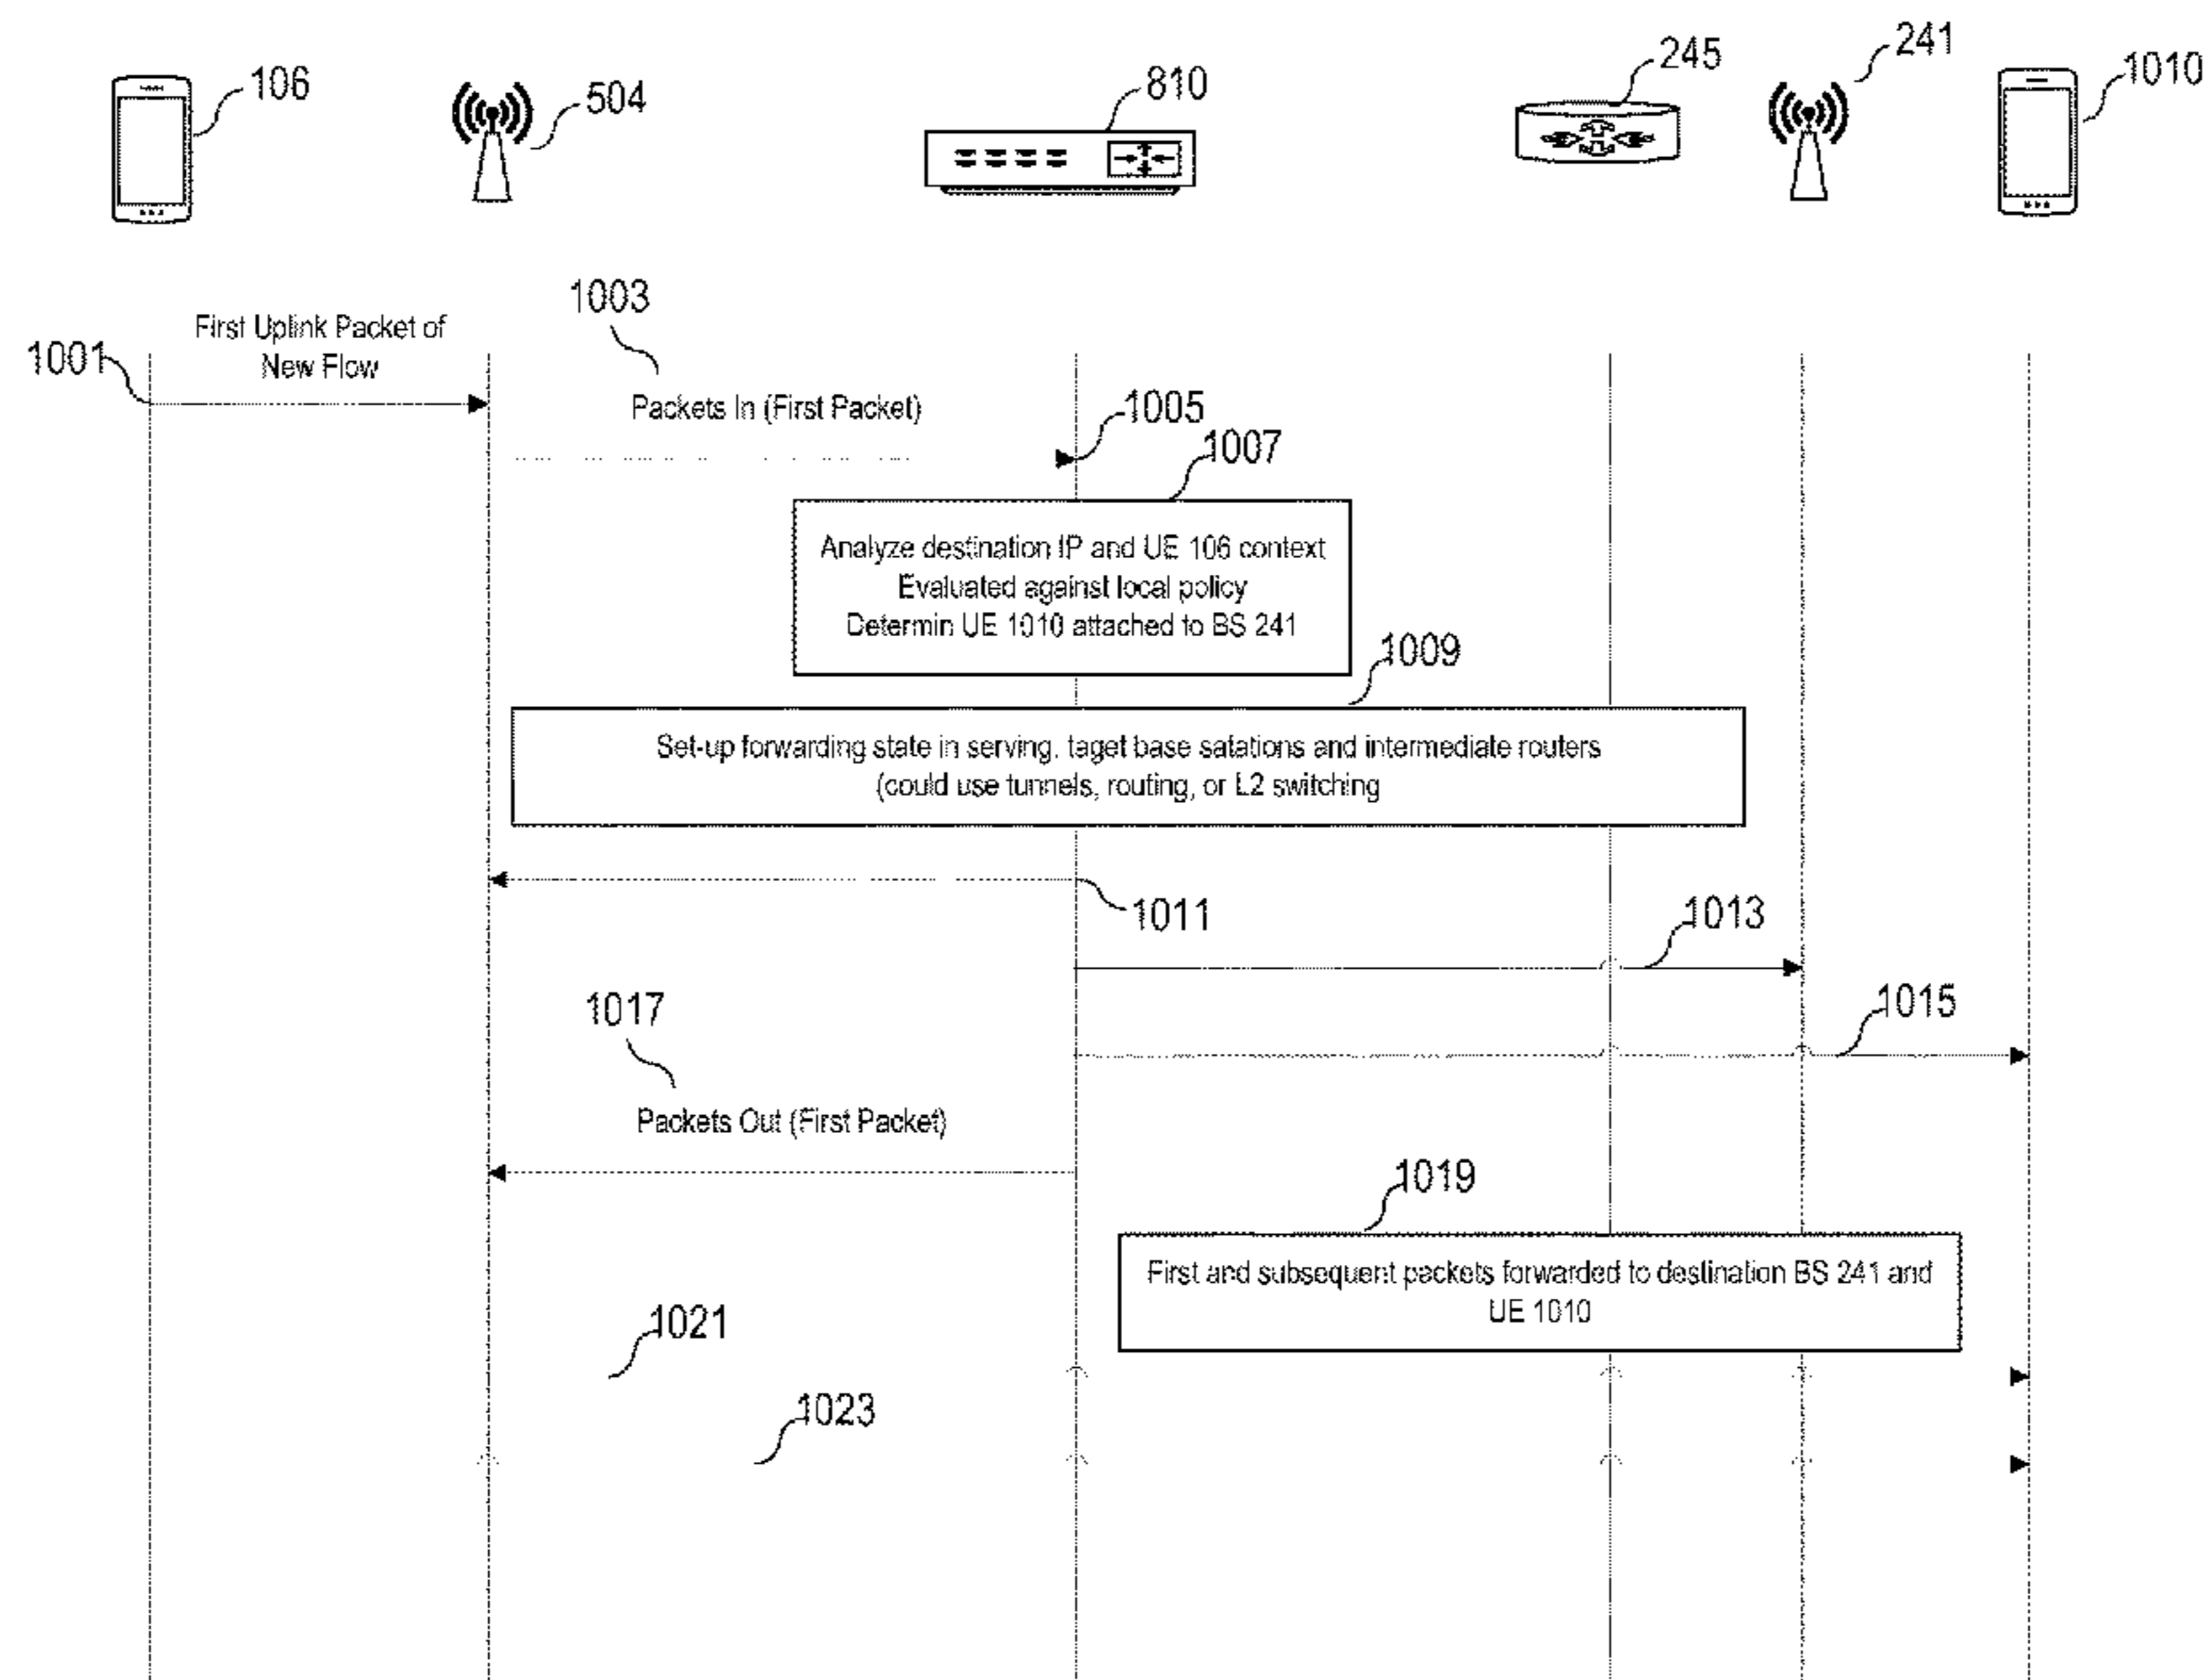 106
504
810
245
241
1010
1003
First Uplink Packet of
New Flow
1001
Packets In (First Packet)
1005
1007
Analyze destination IP and UE 106 context
Evaluated against local policy
Determin UE 1010 attached to BS 241
1009
Set-up forwarding state in serving, taget base satations and intermediate routers
(could use tunnels, routing, or L2 switching
1011
1013
1015
1017
Packets Out (First Packet)
1019
First and subsequent packets forwarded to destination BS 241 and
UE 1010
1021
1023